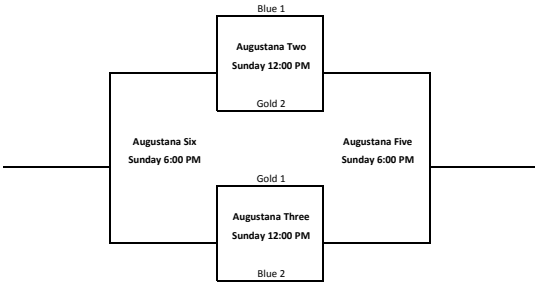 Blue 1
Augustana Two
Sunday 12:00 PM
Gold 2
Augustana Six
Sunday 6:00 PM
Augustana Five
Sunday 6:00 PM
Gold 1
Augustana Three
Sunday 12:00 PM
Blue 2